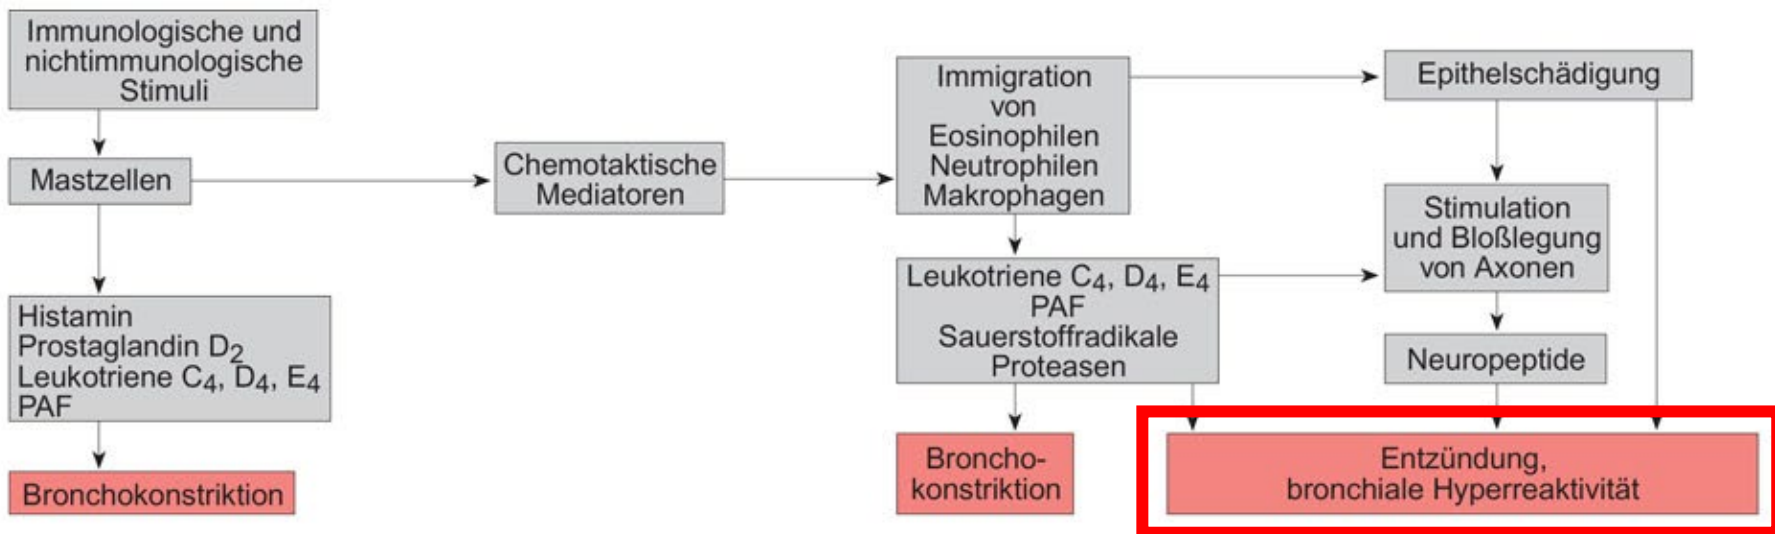 Immunologische und
nichtimmunologische
Stimuli
Mastzellen
Histamin
Prostaglandin D2
Leukotriene C4, D4, E4
PAF
Bronchokonstriktion
Chemotaktische
Mediatoren
Immigration
von
Eosinophilen
Neutrophilen
Makrophagen
Leukotriene C4, D4, E4
PAF
Sauerstoffradikale
Proteasen
Broncho-
konstriktion
Epithelschädigung
Stimulation
und Bloßlegung
von Axonen
Neuropeptide
Entzündung,
bronchiale Hyperreaktivität